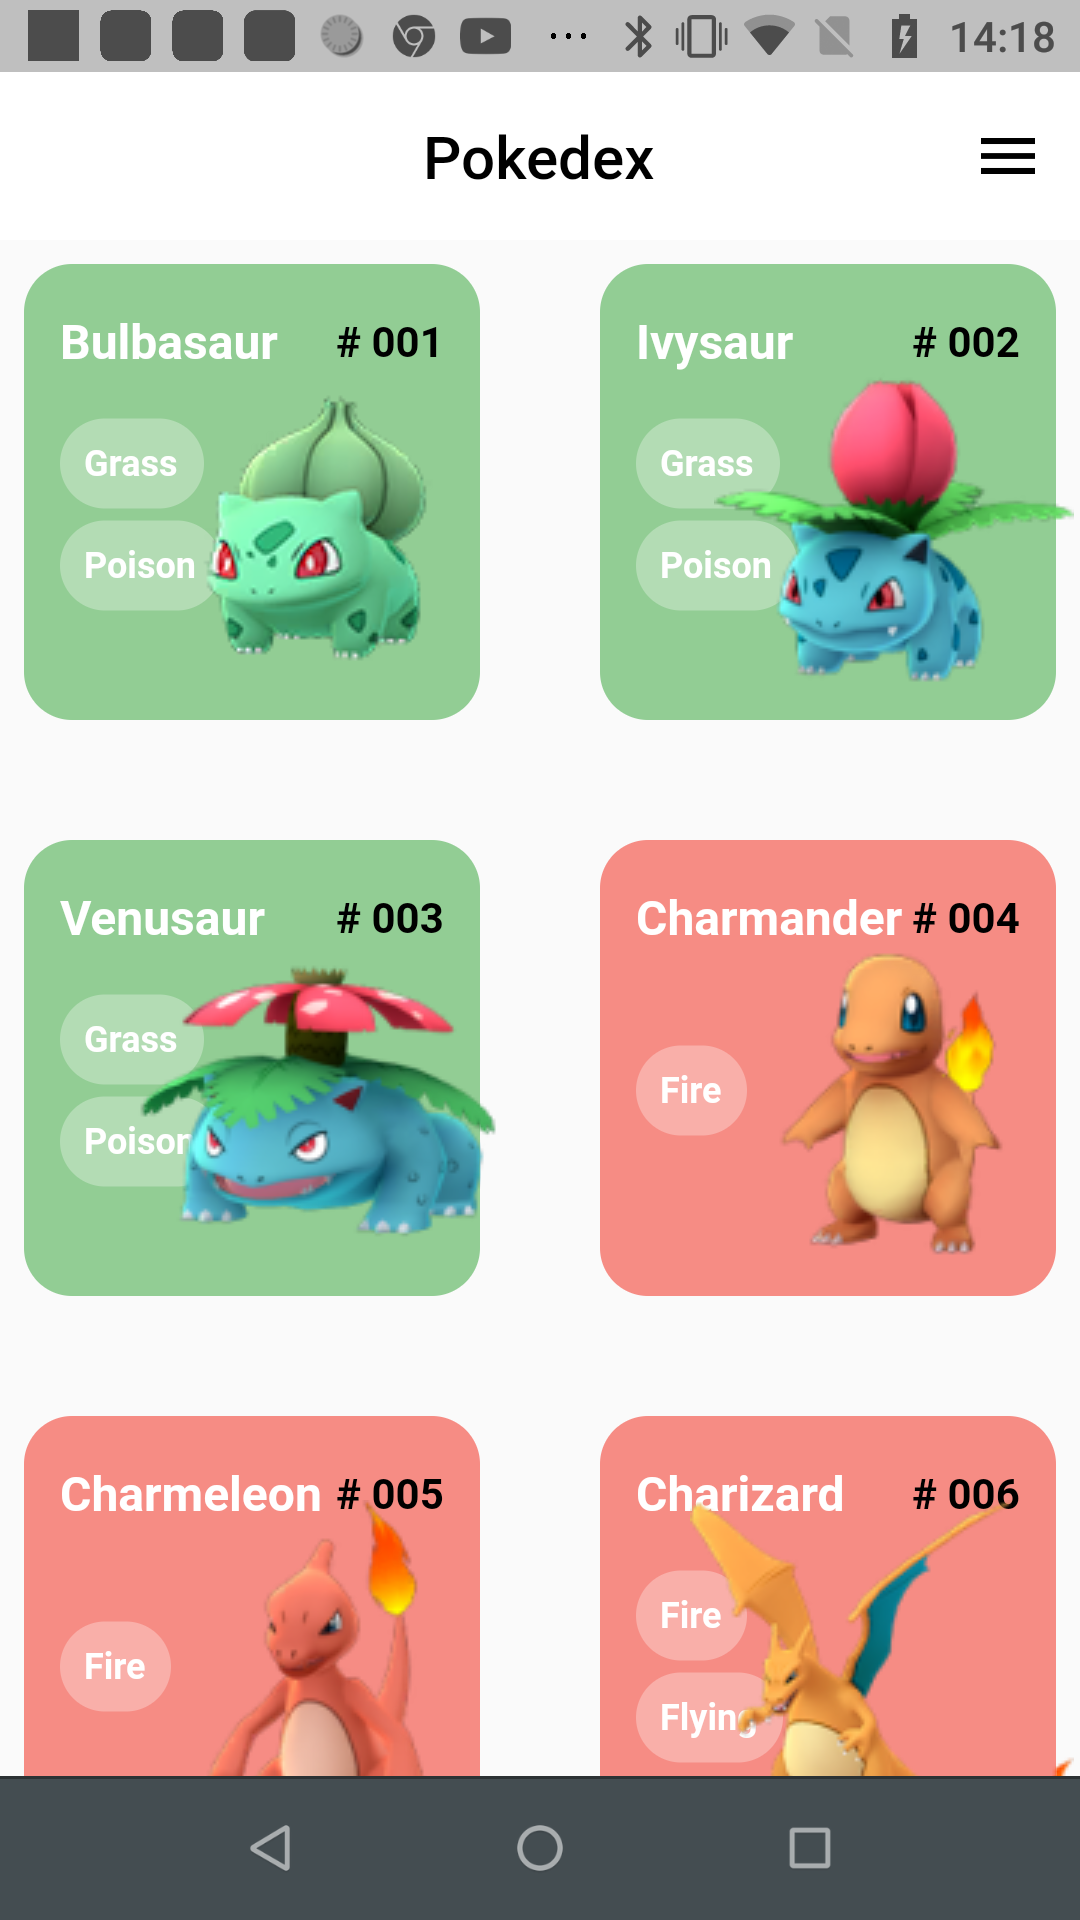 14:18
Pokedex
Bulbasaur # 001
Grass
Poison
Ivysaur # 002
Grass
Poison
Venusaur # 003
Grass
Poison
Charmander # 004
Fire
Charmeleon # 005
Fire
Charizard # 006
Fire
Flying